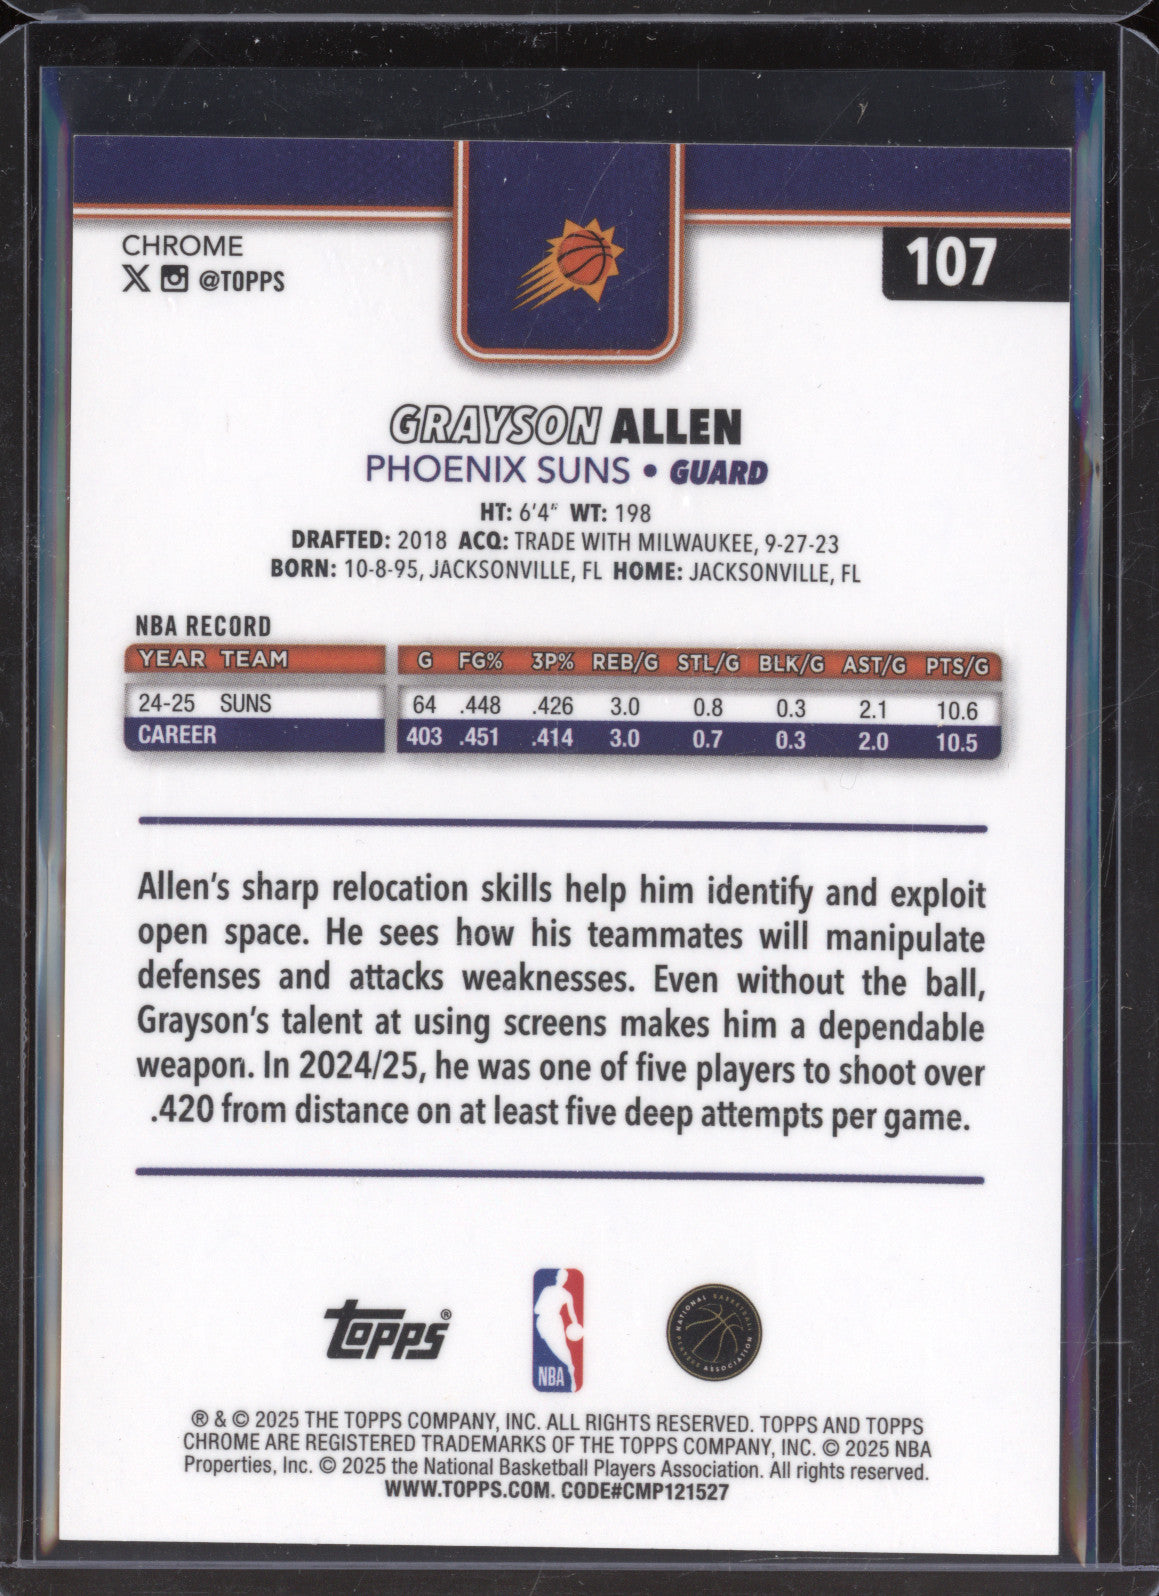 CHROME
@TOPPS
107
GRAYSON ALLEN
PHOENIX SUNS • GUARD
HT: 6'4" WT: 198
DRAFTED: 2018 ACQ: TRADE WITH MILWAUKEE, 9-27-23
BORN: 10-8-95, JACKSONVILLE, FL HOME: JACKSONVILLE, FL
NBA RECORD
YEAR TEAM G FG% 3P% REB/G STL/G BLK/G AST/G PTS/G
24-25 SUNS 64 .448 .426 3.0 0.8 0.3 2.1 10.6
CAREER 403 .451 .414 3.0 0.7 0.3 2.0 10.5
Allen's sharp relocation skills help him identify and exploit
open space. He sees how his teammates will manipulate
defenses and attacks weaknesses. Even without the ball,
Grayson's talent at using screens makes him a dependable
weapon. In 2024/25, he was one of five players to shoot over
.420 from distance on at least five deep attempts per game.
Topps®
NBA
NATIONAL BASKETBALL PLAYERS ASSOCIATION
® & © 2025 THE TOPPS COMPANY, INC. ALL RIGHTS RESERVED. TOPPS AND TOPPS
CHROME ARE REGISTERED TRADEMARKS OF THE TOPPS COMPANY, INC. © 2025 NBA
Properties, Inc. © 2025 the National Basketball Players Association. All rights reserved.
WWW.TOPPS.COM. CODE#CMP121527